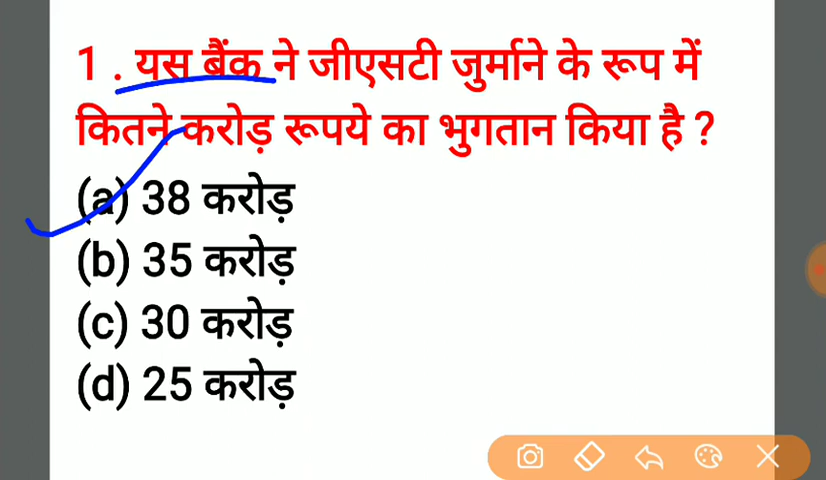 1 . यस बैंक ने जीएसटी जुर्माने के रूप में
कितने करोड़ रूपये का भुगतान किया है ?
(a) 38 करोड़
(b) 35 करोड़
(c) 30 करोड़
(d) 25 करोड़